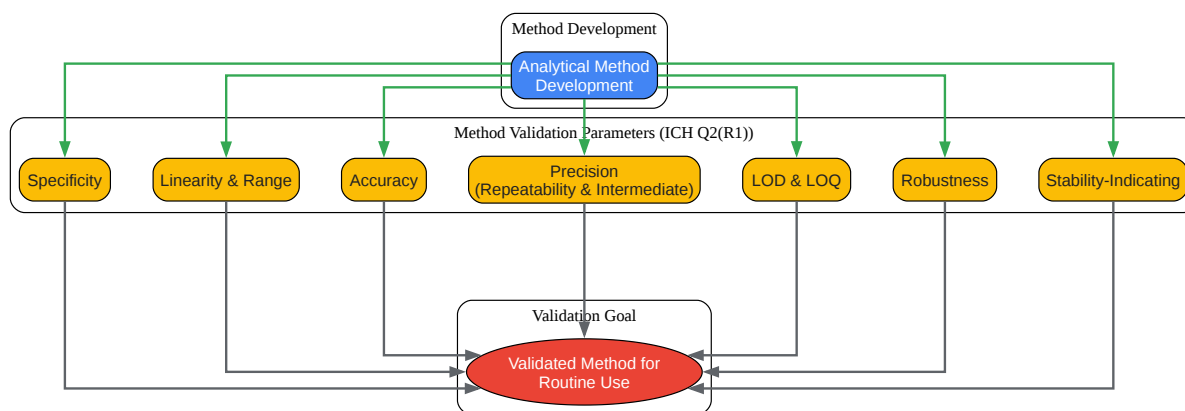 Method Development
Analytical Method
Development
Method Validation Parameters (ICH Q2(R1))
Specificity
Linearity & Range
Accuracy
Precision
(Repeatability & Intermediate)
LOD & LOQ
Robustness
Stability-Indicating
Validation Goal
Validated Method for
Routine Use